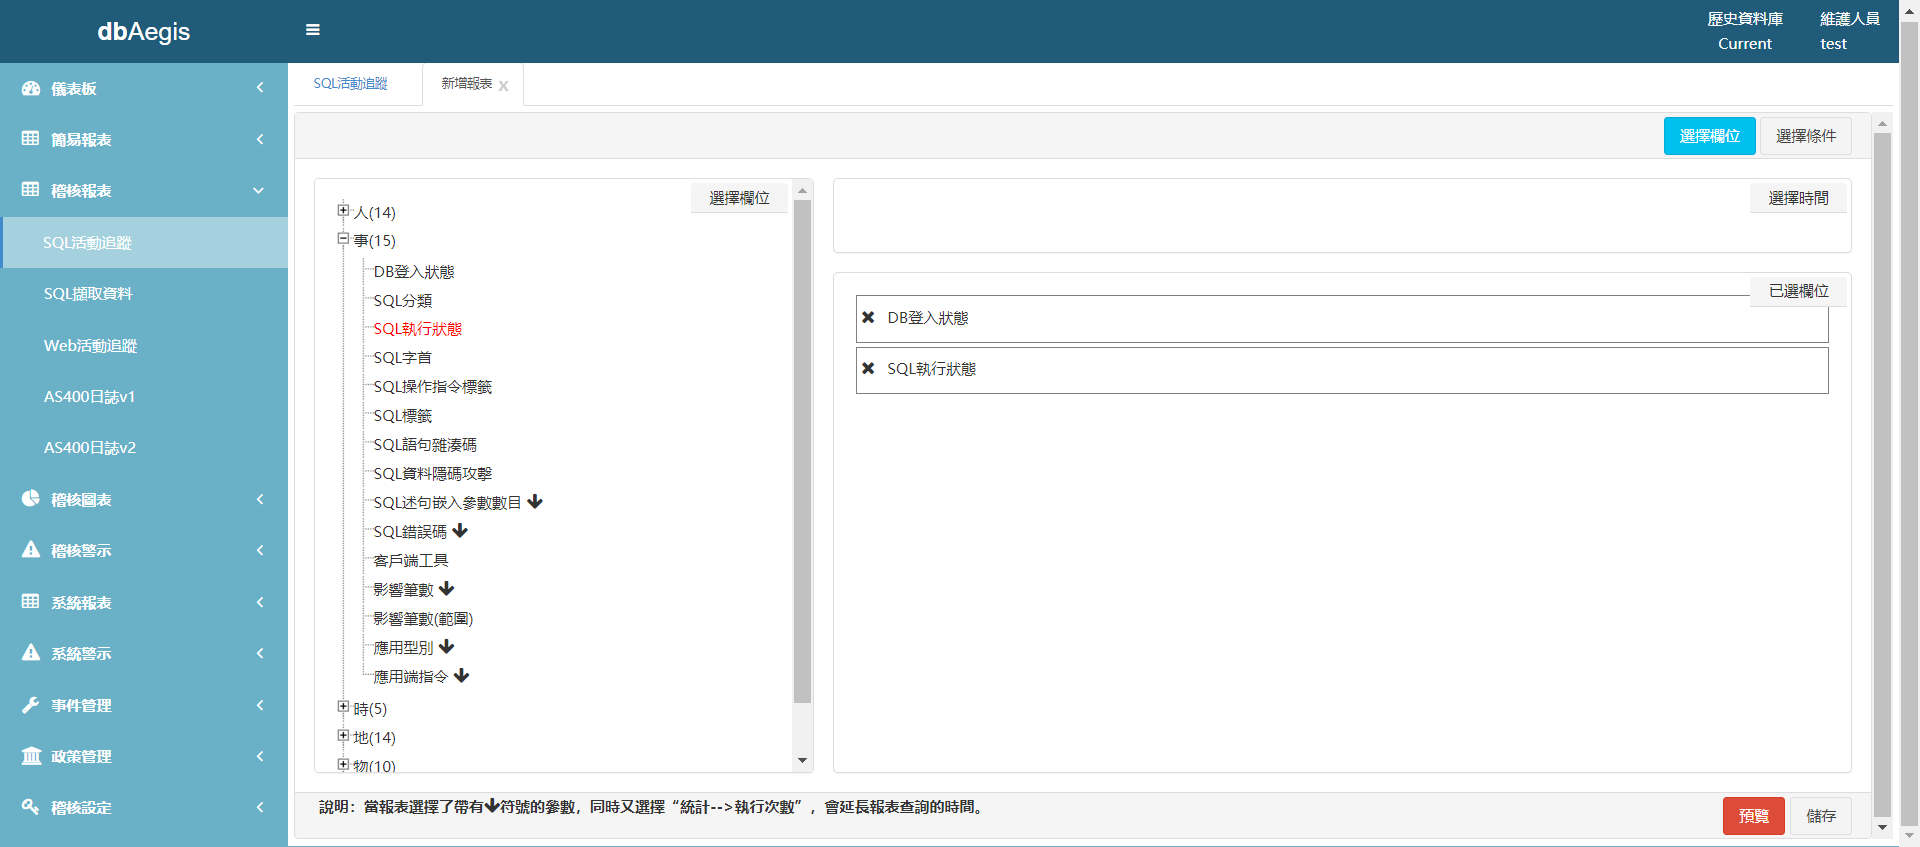 dbAegis
歷史資料庫
Current
維護人員
test
儀表板
簡易報表
稽核報表
SQL活動追蹤
SQL擷取資料
Web活動追蹤
AS400日誌v1
AS400日誌v2
稽核圖表
稽核警示
系統報表
系統警示
事件管理
政策管理
稽核設定
SQL活動追蹤
新增報表 x
選擇欄位
選擇條件
選擇欄位
人(14)
事(15)
DB登入狀態
SQL分類
SQL執行狀態
SQL字首
SQL操作指令標籤
SQL標籤
SQL語句雜湊碼
SQL資料隱碼攻擊
SQL述句嵌入參數數目
SQL錯誤碼
客戶端工具
影響筆數
影響筆數(範圍)
應用型別
應用端指令
時(5)
地(14)
物(10)
選擇時間
已選欄位
DB登入狀態
SQL執行狀態
說明：當報表選擇了帶有↓符號的參數，同時又選擇“統計-->執行次數”，會延長報表查詢的時間。
預覽
儲存